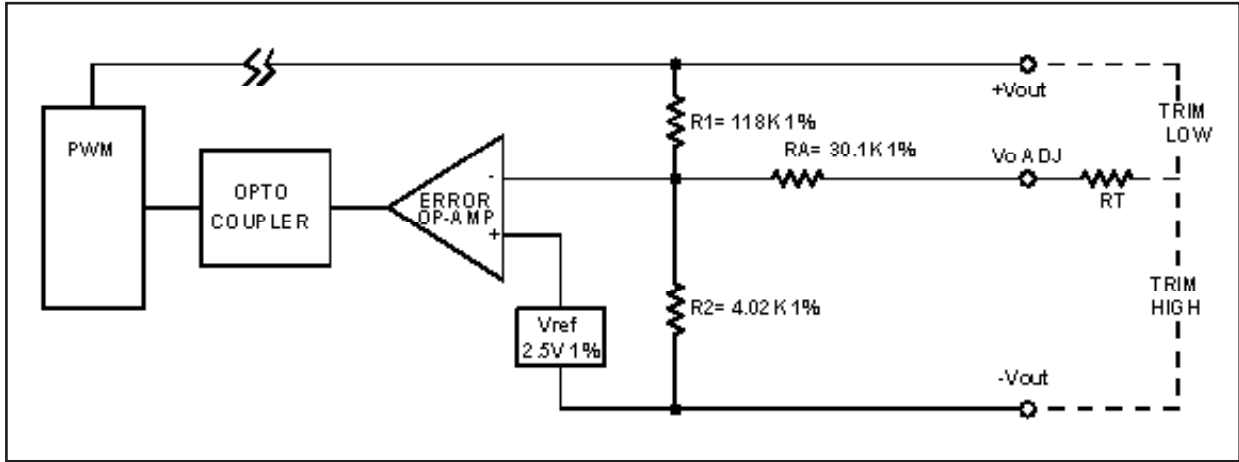 +Vout
TRIM
LOW
R1= 118K 1%
PWM
RA= 30.1K 1%
Vo ADJ
OPTO
COUPLER
-
ERROR
OP-AMP
+
RT
TRIM
HIGH
R2= 4.02K 1%
Vref
2.5V 1%
-Vout